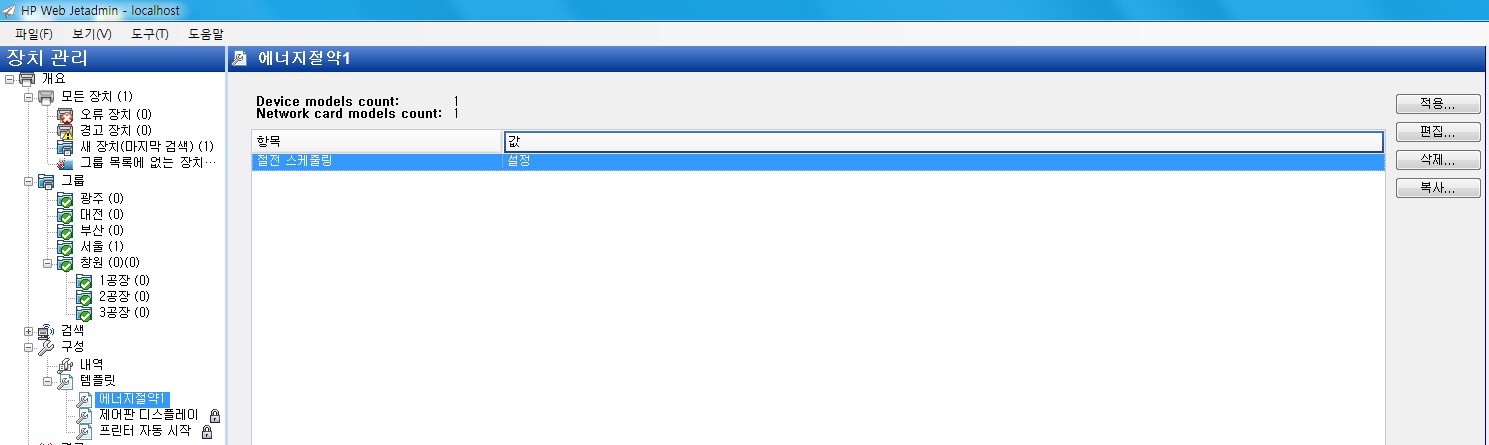 HP Web Jetadmin - localhost
파일(F) 보기(V) 도구(T) 도움말
장치 관리
개요
모든 장치 (1)
오류 장치 (0)
경고 장치 (0)
새 장치(마지막 검색) (1)
그룹 목록에 없는 장치…
그룹
광주 (0)
대전 (0)
부산 (0)
서울 (1)
창원 (0)(0)
1공장 (0)
2공장 (0)
3공장 (0)
검색
구성
내역
템플릿
에너지절약1
제어판 디스플레이
프린터 자동 시작
에너지절약1
Device models count: 1
Network card models count: 1
항목 값
절전 스케줄링 설정
적용...
편집...
삭제...
복사...